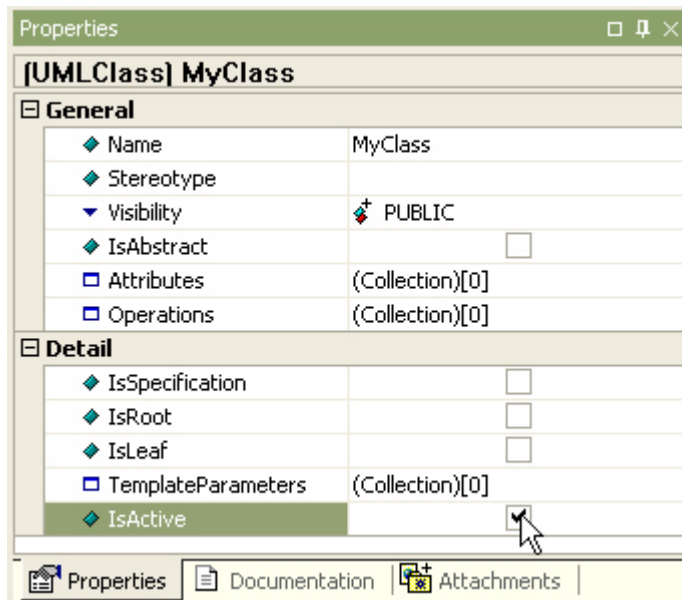 Properties
(UMLClass) MyClass
General
Name MyClass
Stereotype
Visibility PUBLIC
IsAbstract
Attributes (Collection)[0]
Operations (Collection)[0]
Detail
IsSpecification
IsRoot
IsLeaf
TemplateParameters (Collection)[0]
IsActive
Properties Documentation Attachments